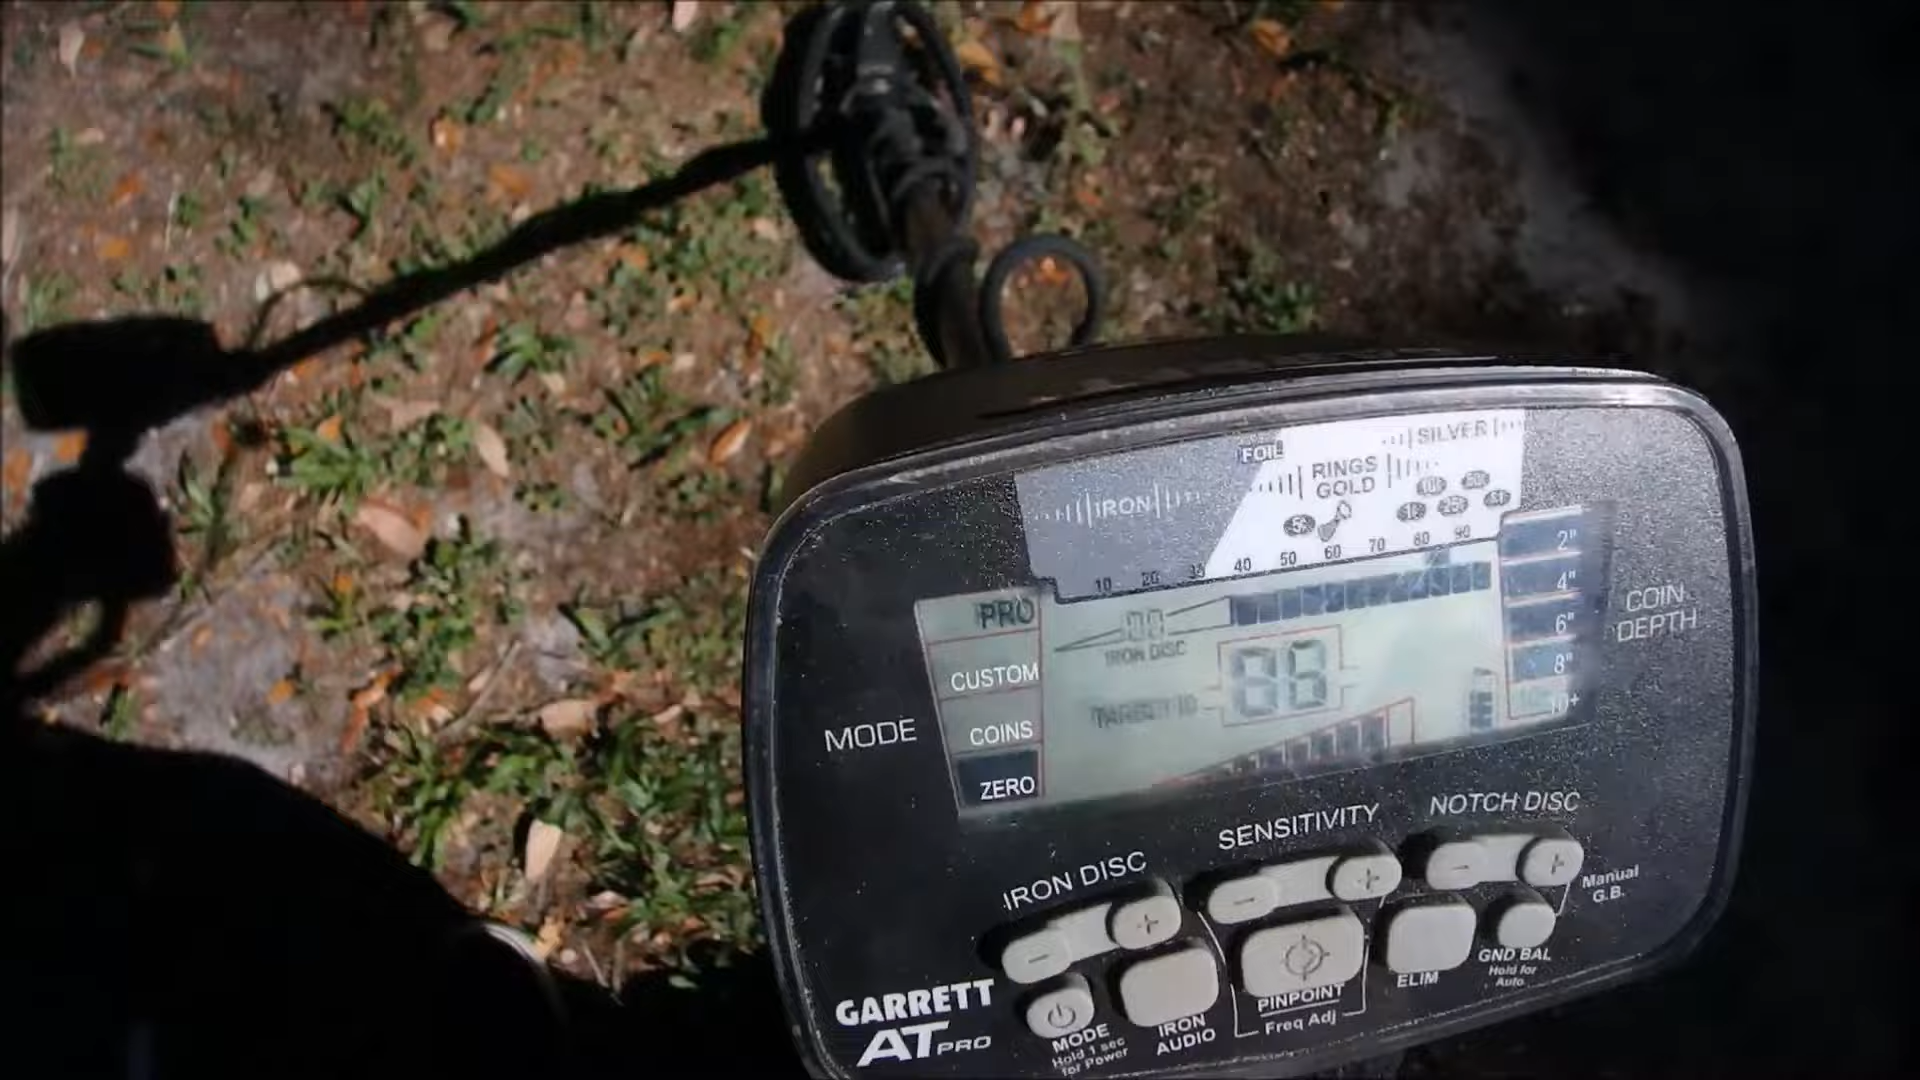 FOIL
SILVER
IRON
RINGS
GOLD
5¢
10 20 30 40 50 60 70 80 90
PRO
CUSTOM
COINS
ZERO
MODE
IRON DISC
TARGET ID
2"
4"
6"
8"
10+
COIN
DEPTH
IRON DISC
SENSITIVITY
NOTCH DISC
- +
- +
- +
Manual
G.B.
MODE
Hold 1 sec
for Power
IRON
AUDIO
PINPOINT
Freq Adj
ELIM
GND BAL
Hold for
Auto
GARRETT
AT PRO